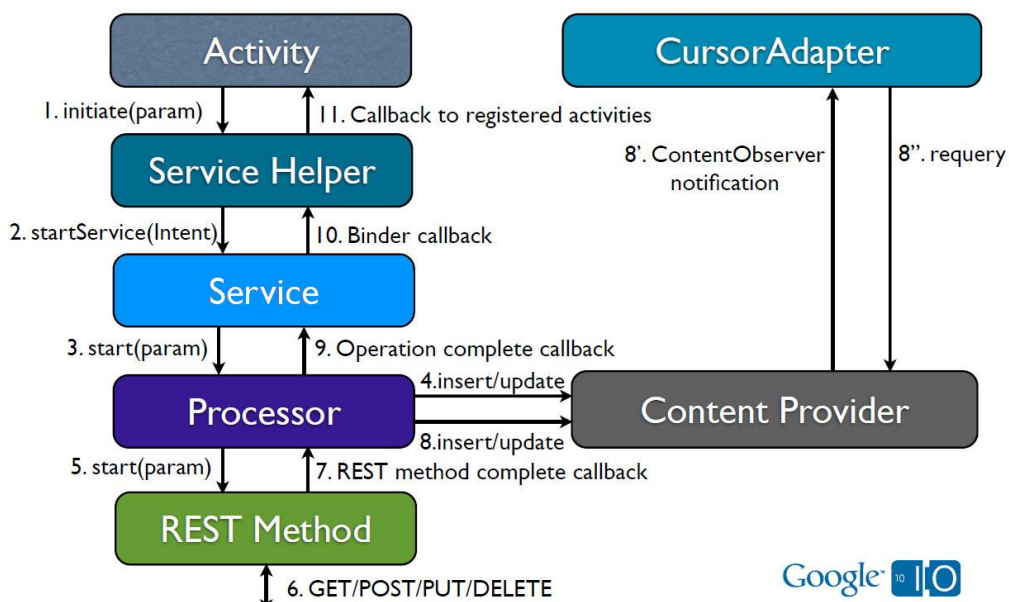 Activity
CursorAdapter
1. initiate(param)
11. Callback to registered activities
Service Helper
8’. ContentObserver
notification
8”. requery
2. startService(Intent)
10. Binder callback
Service
3. start(param)
9. Operation complete callback
4.insert/update
Processor
Content Provider
8.insert/update
5. start(param)
7. REST method complete callback
REST Method
6. GET/POST/PUT/DELETE
Google™ 10 IO